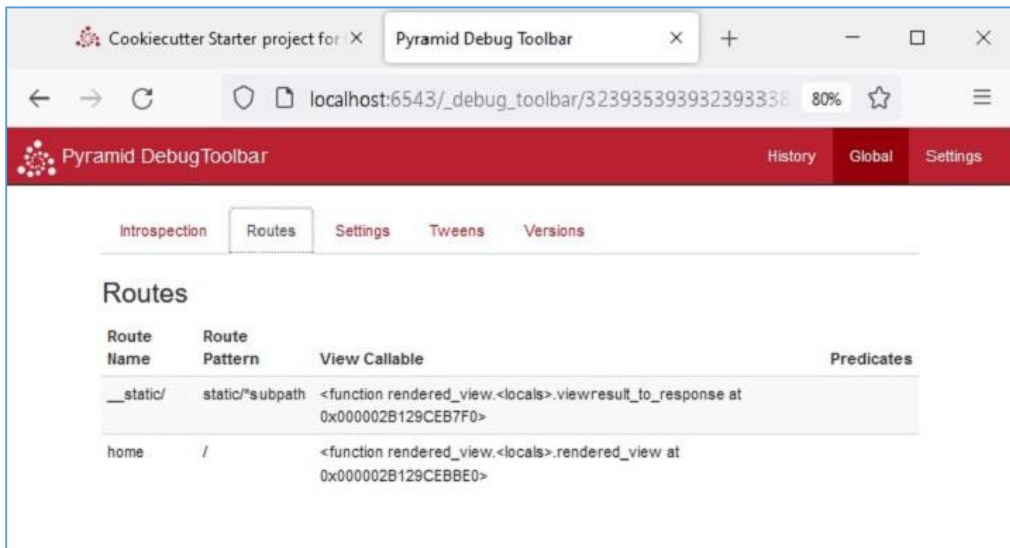 Cookiecutter Starter project for
Pyramid Debug Toolbar
localhost:6543/_debug_toolbar/323935393932393338
80%
Pyramid DebugToolbar
History Global Settings
Introspection Routes Settings Tweens Versions
Routes
Route Name Route Pattern View Callable Predicates
__static/ static/*subpath <function rendered_view.<locals>.viewresult_to_response at
0x000002B129CEB7F0>
home / <function rendered_view.<locals>.rendered_view at
0x000002B129CEBBE0>